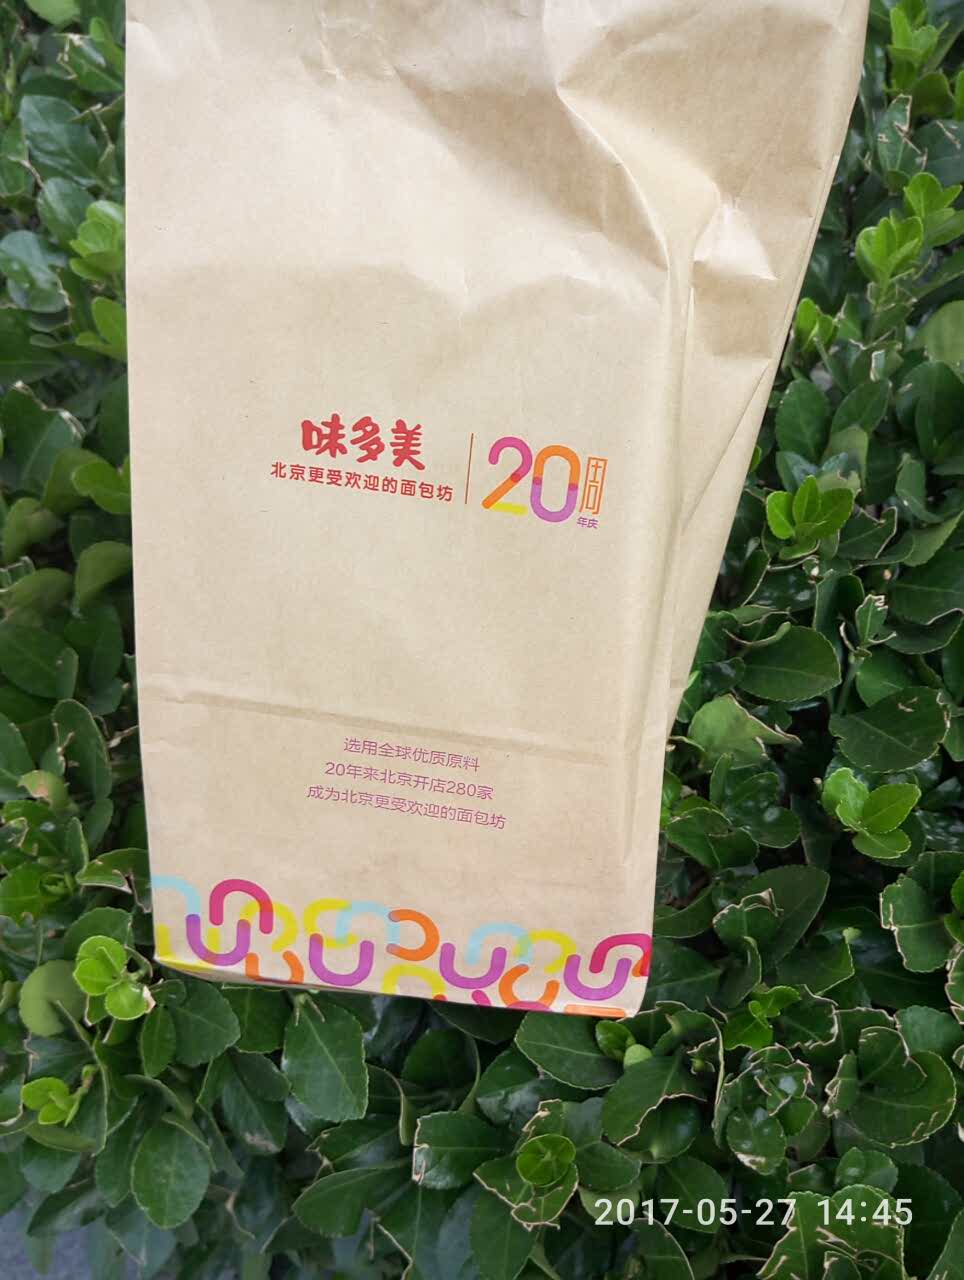 味多美
北京更受欢迎的面包坊
20周
年庆
选用全球优质原料
20年来北京开店280家
成为北京更受欢迎的面包坊
2017-05-27 14:45